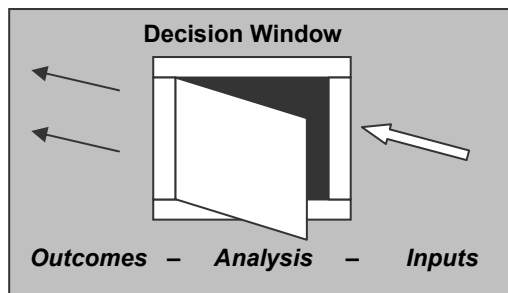 Decision Window
Outcomes – Analysis – Inputs